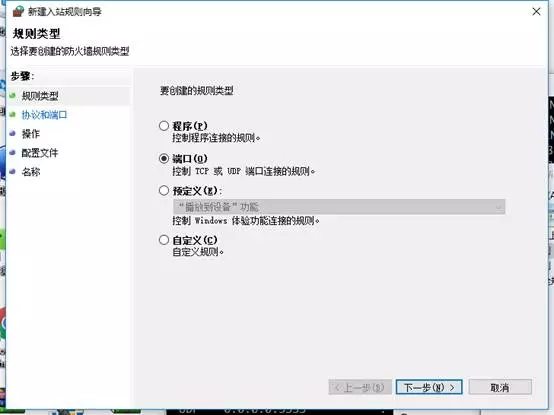 新建入站规则向导
规则类型
选择要创建的防火墙规则类型
步骤:
规则类型
协议和端口
操作
配置文件
名称
要创建的规则类型
程序(P)
控制程序连接的规则。
端口(O)
控制 TCP 或 UDP 端口连接的规则。
预定义(E):
“播放到设备”功能
控制 Windows 体验功能连接的规则。
自定义(C)
自定义规则。
< 上一步(B)
下一步(N) >
取消